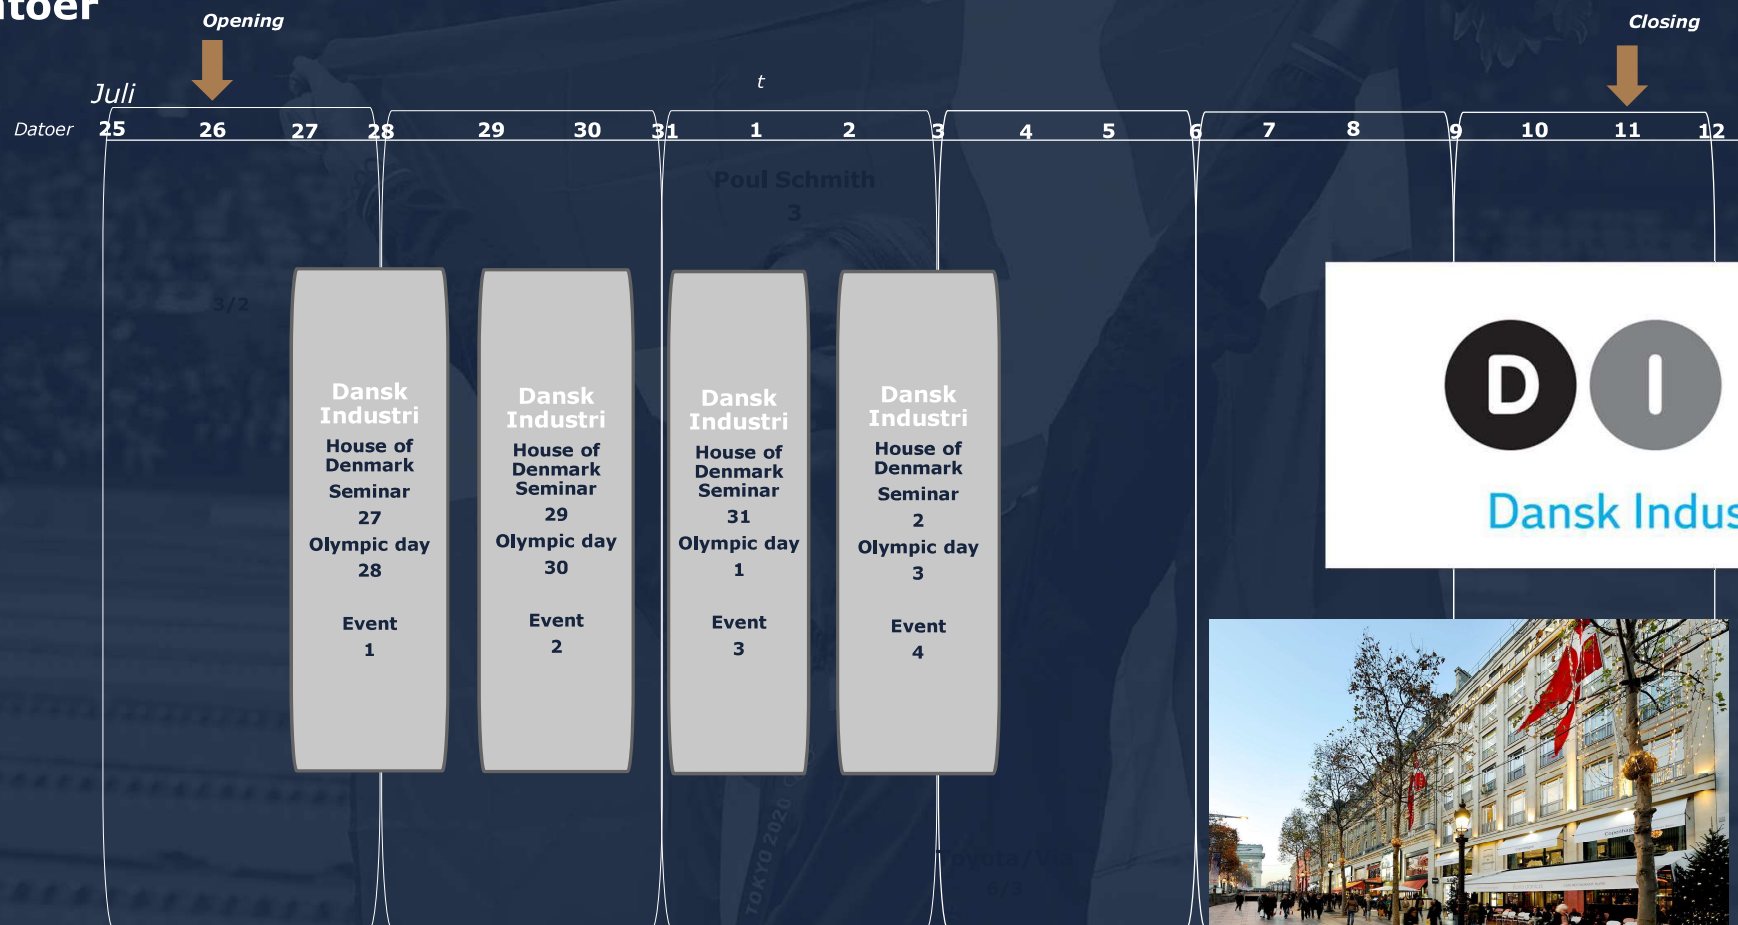 atoer
Opening
Closing
Juli
t
Datoer 25 26 27 28 29 30 31 1 2 3 4 5 6 7 8 9 10 11 12
Poul Schmith
3
3/2
Dansk
Industri
House of
Denmark
Seminar
27
Olympic day
28
Event
1
Dansk
Industri
House of
Denmark
Seminar
29
Olympic day
30
Event
2
Dansk
Industri
House of
Denmark
Seminar
31
Olympic day
1
Event
3
Dansk
Industri
House of
Denmark
Seminar
2
Olympic day
3
Event
4
D I
Dansk Indus
TOKYO 2020
Toyota/
6/3